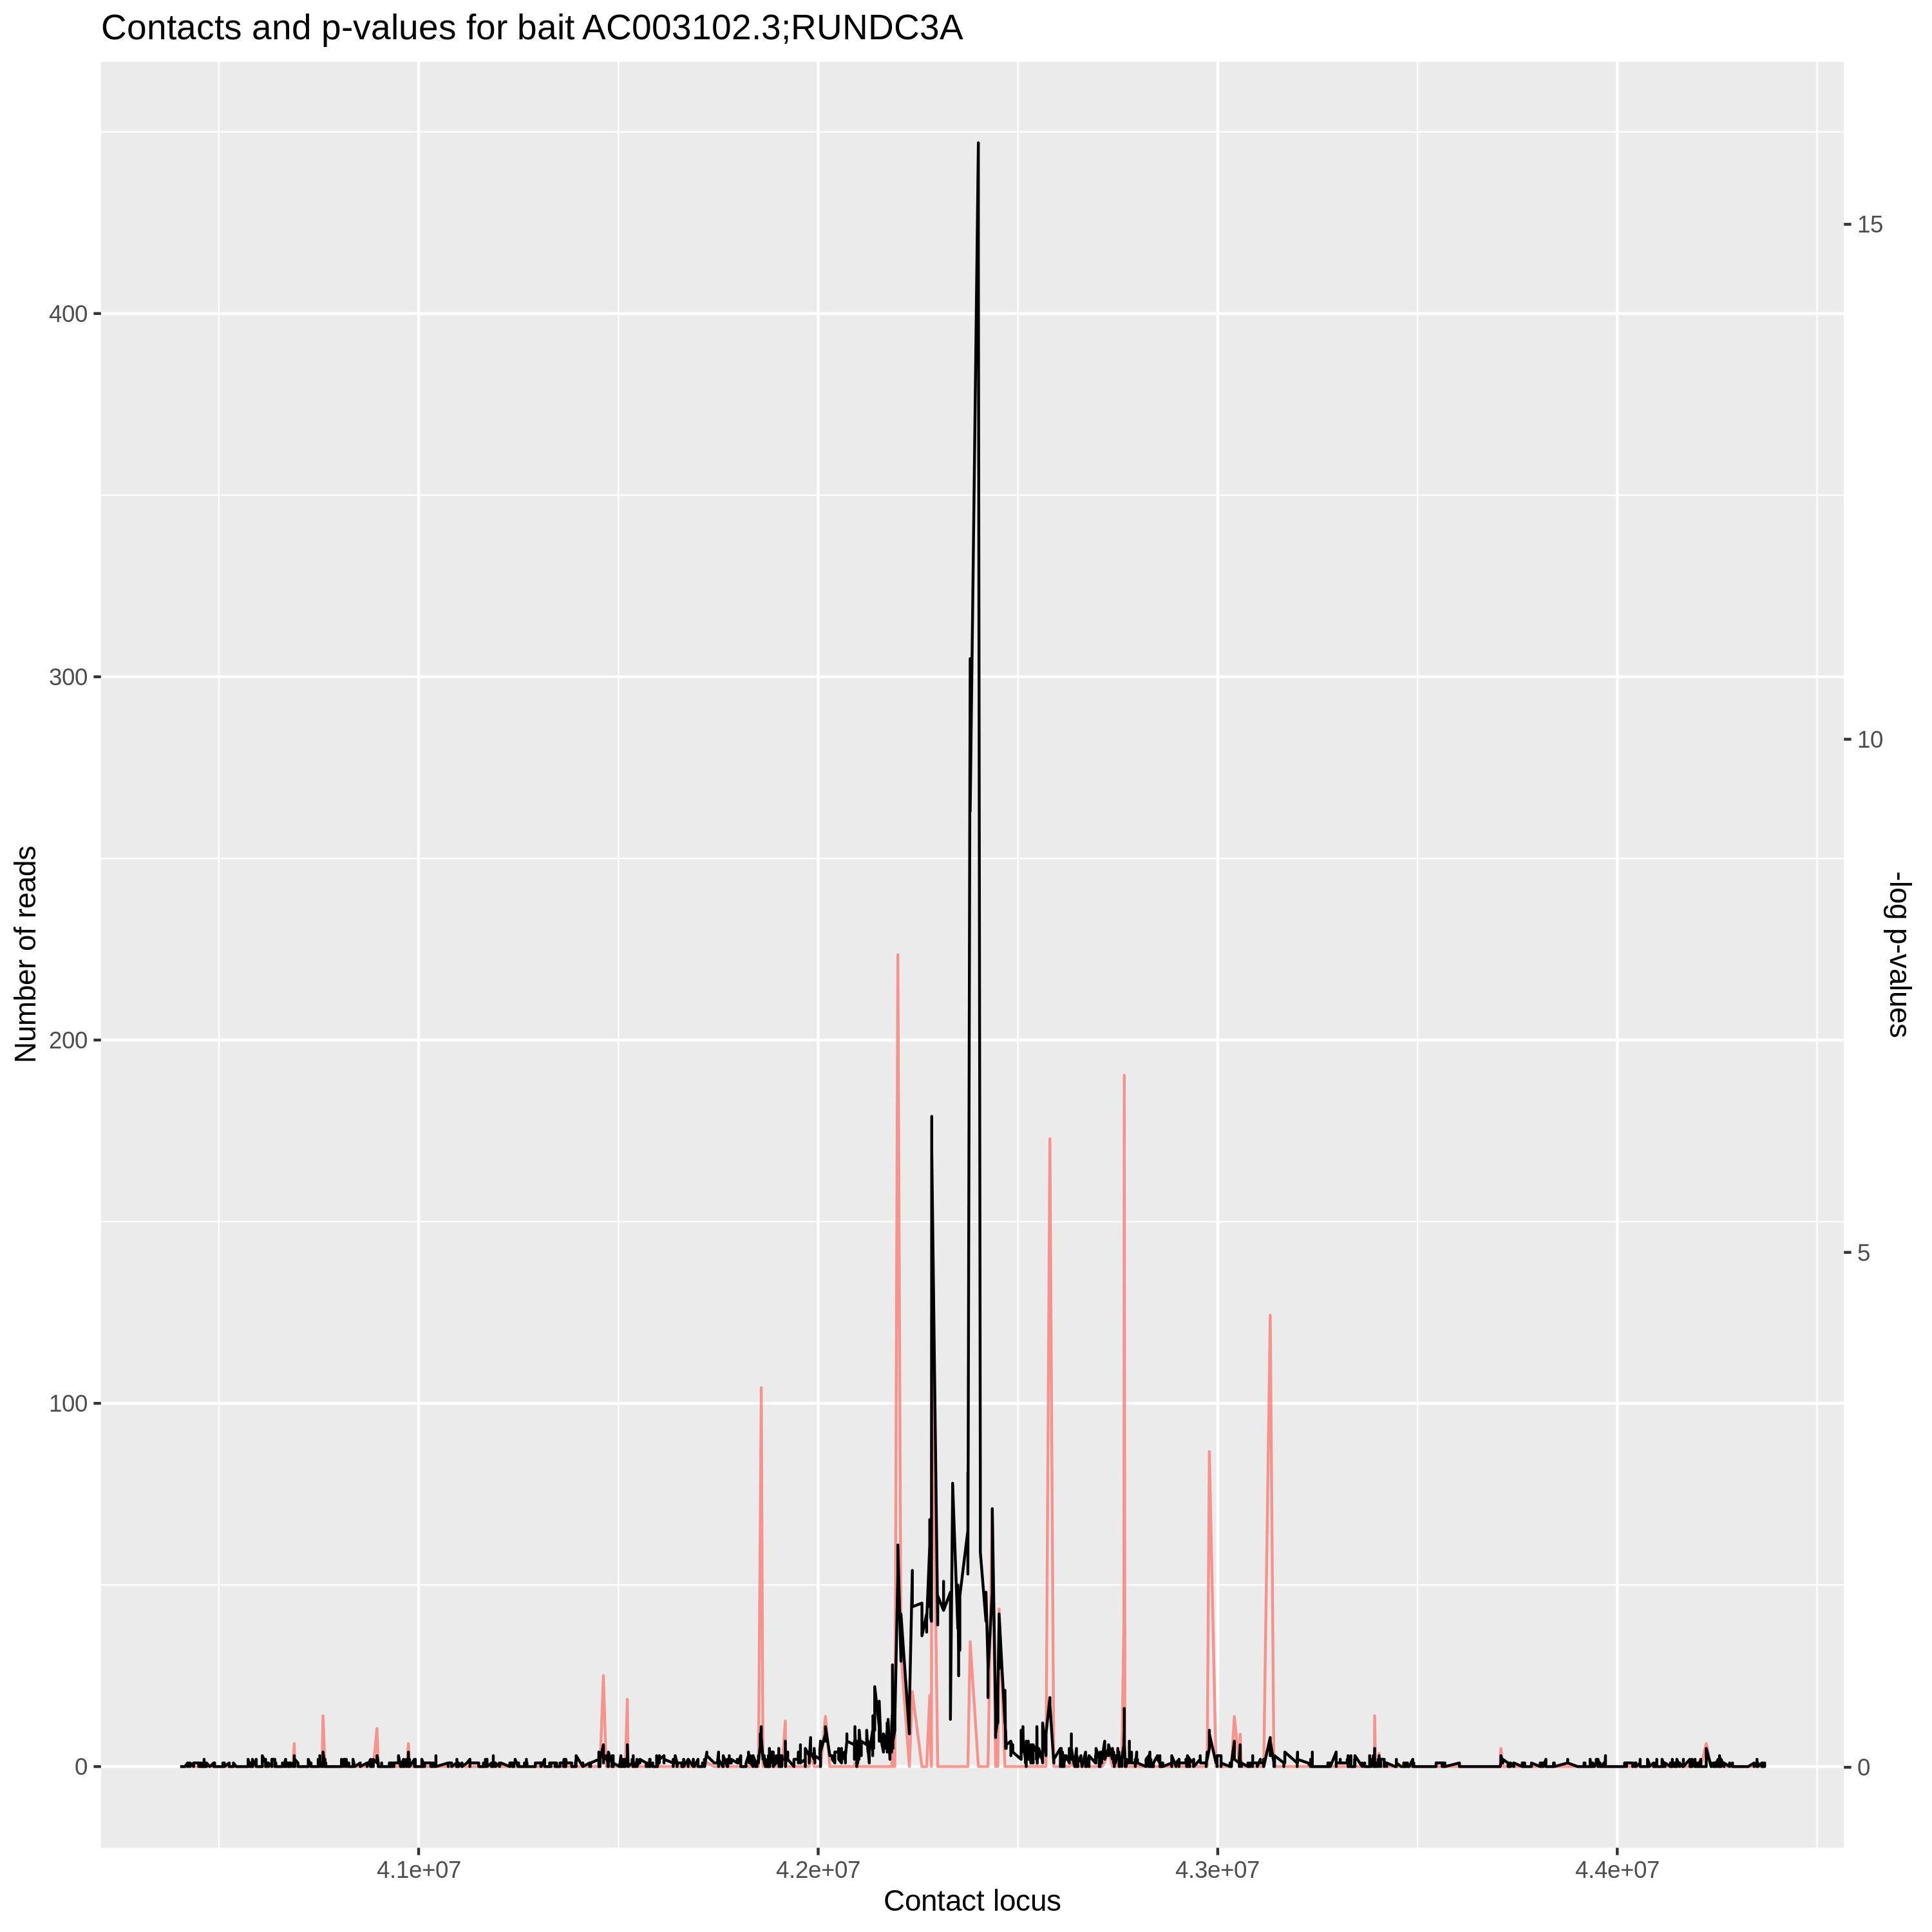 Contacts and p-values for bait AC003102.3;RUNDC3A
Number of reads
400
300
200
100
0
15
10
5
0
-log p-values
4.1e+07
4.2e+07
4.3e+07
4.4e+07
Contact locus